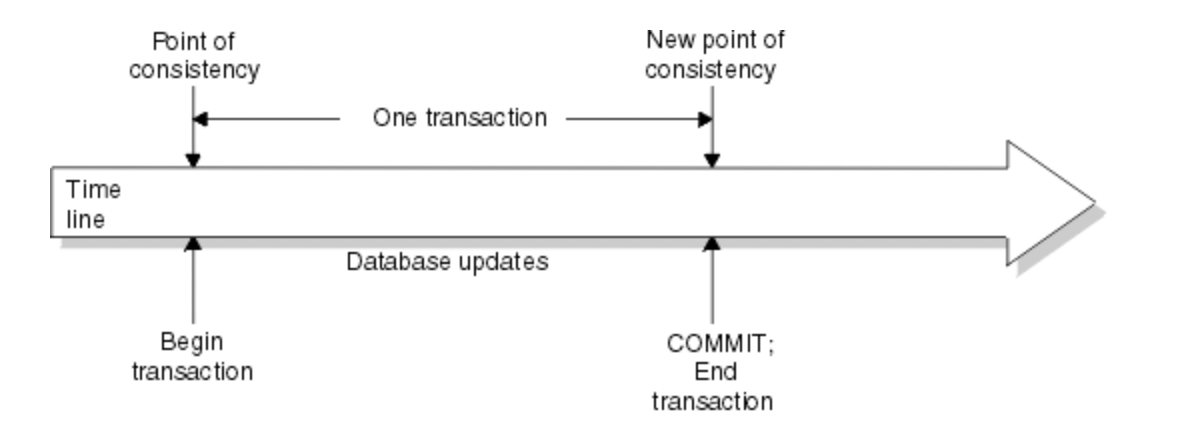 Point of
consistency
New point of
consistency
One transaction
Time
line
Database updates
Begin
transaction
COMMIT;
End
transaction